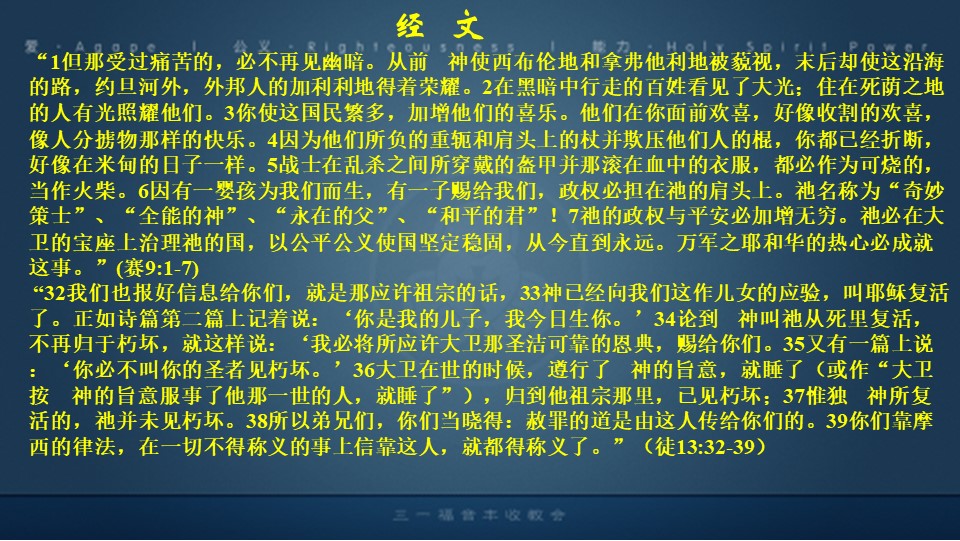 经 文
爱 · Agape | 公义 · Righteousness | 能力 · Holy Spirit Power
“1但那受过痛苦的，必不再见幽暗。从前　神使西布伦地和拿弗他利地被藐视，末后却使这沿海
的路，约旦河外，外邦人的加利利地得着荣耀。2在黑暗中行走的百姓看见了大光；住在死荫之地
的人有光照耀他们。3你使这国民繁多，加增他们的喜乐。他们在你面前欢喜，好像收割的欢喜，
像人分掳物那样的快乐。4因为他们所负的重轭和肩头上的杖并欺压他们人的棍，你都已经折断，
好像在米甸的日子一样。5战士在乱杀之间所穿戴的盔甲并那滚在血中的衣服，都必作为可烧的，
当作火柴。6因有一婴孩为我们而生，有一子赐给我们，政权必担在祂的肩头上。祂名称为“奇妙
策士”、“全能的神”、“永在的父”、“和平的君”！7祂的政权与平安必加增无穷。祂必在大
卫的宝座上治理祂的国，以公平公义使国坚定稳固，从今直到永远。万军之耶和华的热心必成就
这事。”(赛9:1-7)
“32我们也报好信息给你们，就是那应许祖宗的话，33神已经向我们这作儿女的应验，叫耶稣复活
了。正如诗篇第二篇上记着说：‘你是我的儿子，我今日生你。’34论到　神叫祂从死里复活，
不再归于朽坏，就这样说：‘我必将所应许大卫那圣洁可靠的恩典，赐给你们。35又有一篇上说
：‘你必不叫你的圣者见朽坏。’36大卫在世的时候，遵行了　神的旨意，就睡了（或作“大卫
按　神的旨意服事了他那一世的人，就睡了”），归到他祖宗那里，已见朽坏；37惟独　神所复
活的，祂并未见朽坏。38所以弟兄们，你们当晓得：赦罪的道是由这人传给你们的。39你们靠摩
西的律法，在一切不得称义的事上信靠这人，就都得称义了。”（徒13:32-39）
三一福音丰收教会